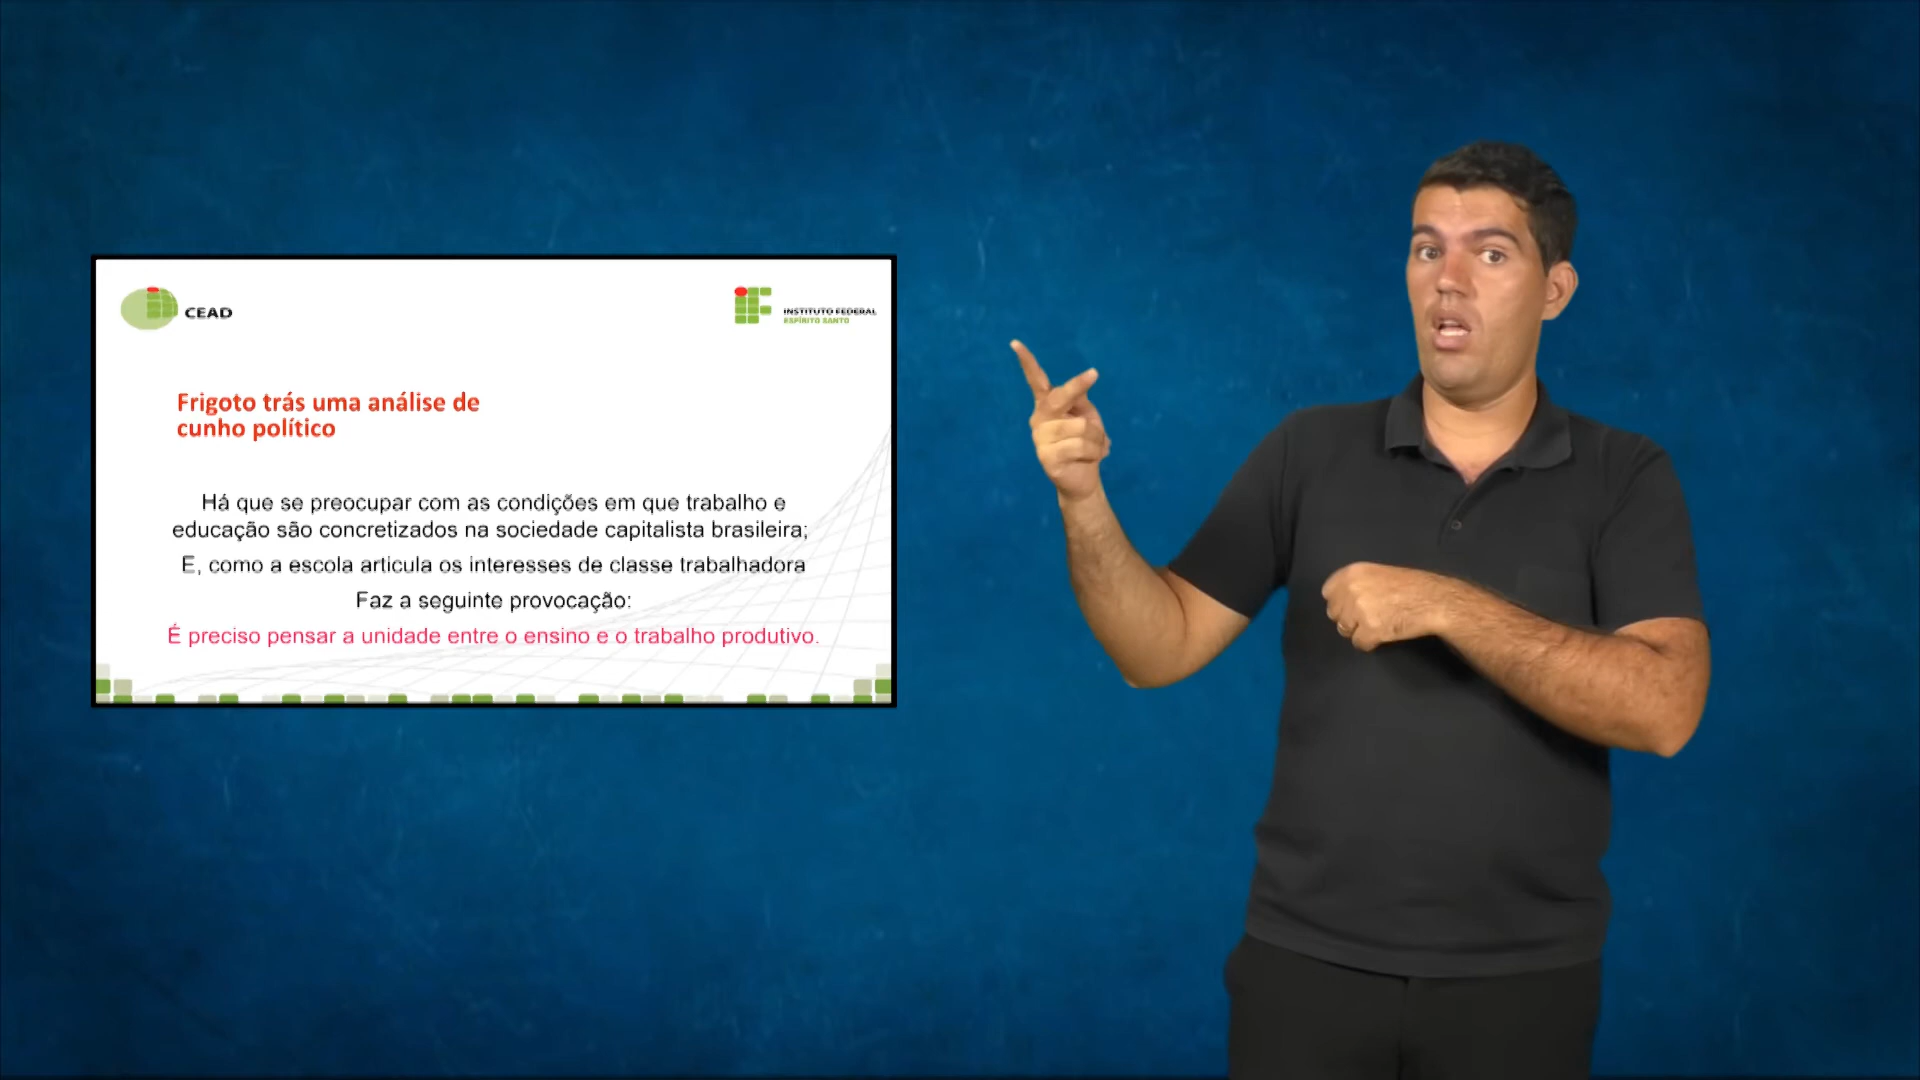 CEAD
INSTITUTO FEDERAL
ESPÍRITO SANTO
Frigoto trás uma análise de
cunho político
Há que se preocupar com as condições em que trabalho e
educação são concretizados na sociedade capitalista brasileira;
E, como a escola articula os interesses de classe trabalhadora
Faz a seguinte provocação:
É preciso pensar a unidade entre o ensino e o trabalho produtivo.